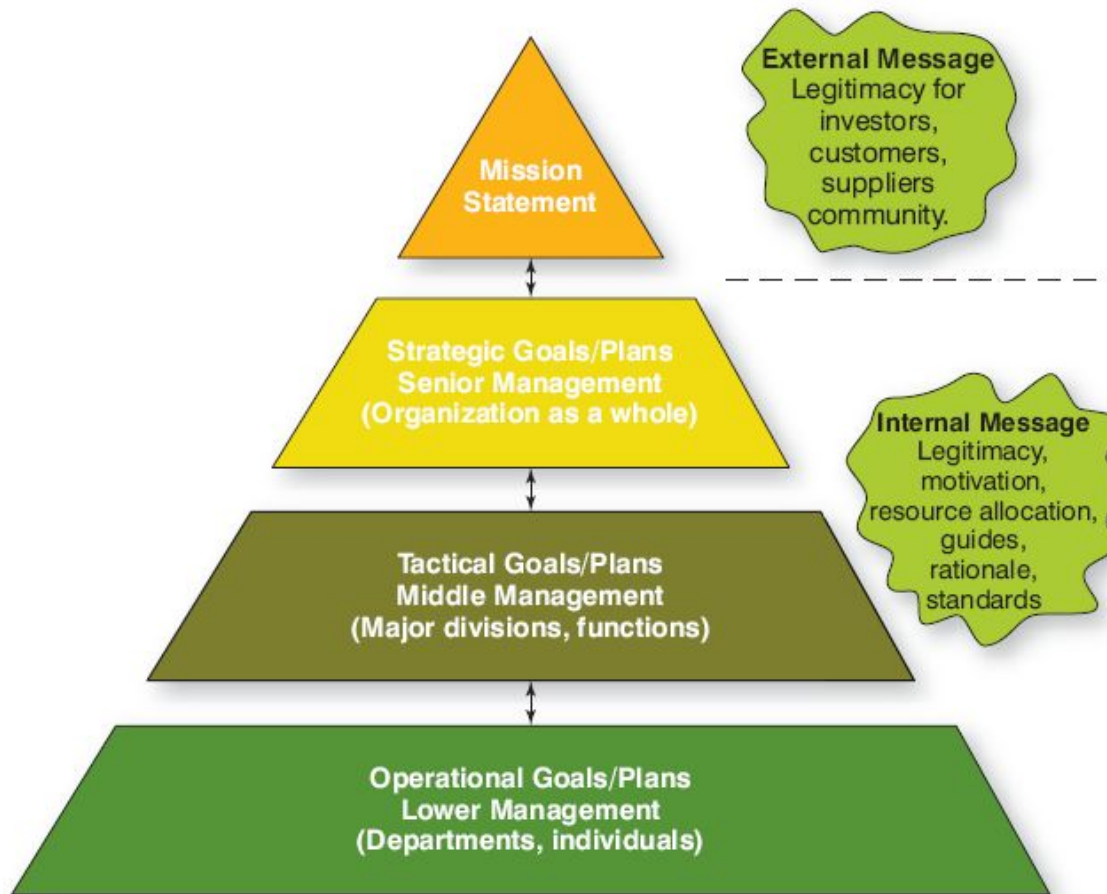 Mission
Statement
External Message
Legitimacy for
investors,
customers,
suppliers
community.
Strategic Goals/Plans
Senior Management
(Organization as a whole)
Internal Message
Legitimacy,
motivation,
resource allocation,
guides,
rationale,
standards
Tactical Goals/Plans
Middle Management
(Major divisions, functions)
Operational Goals/Plans
Lower Management
(Departments, individuals)